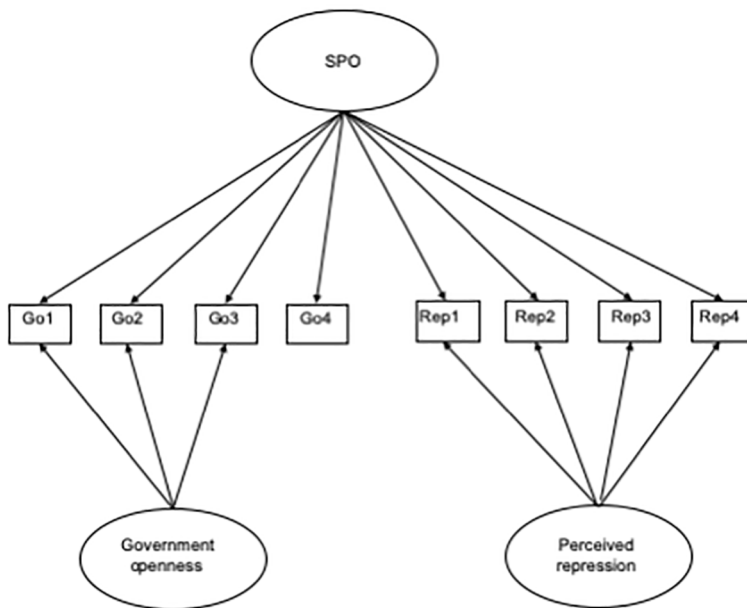 SPO
Go1
Go2
Go3
Go4
Rep1
Rep2
Rep3
Rep4
Government
openness
Perceived
repression